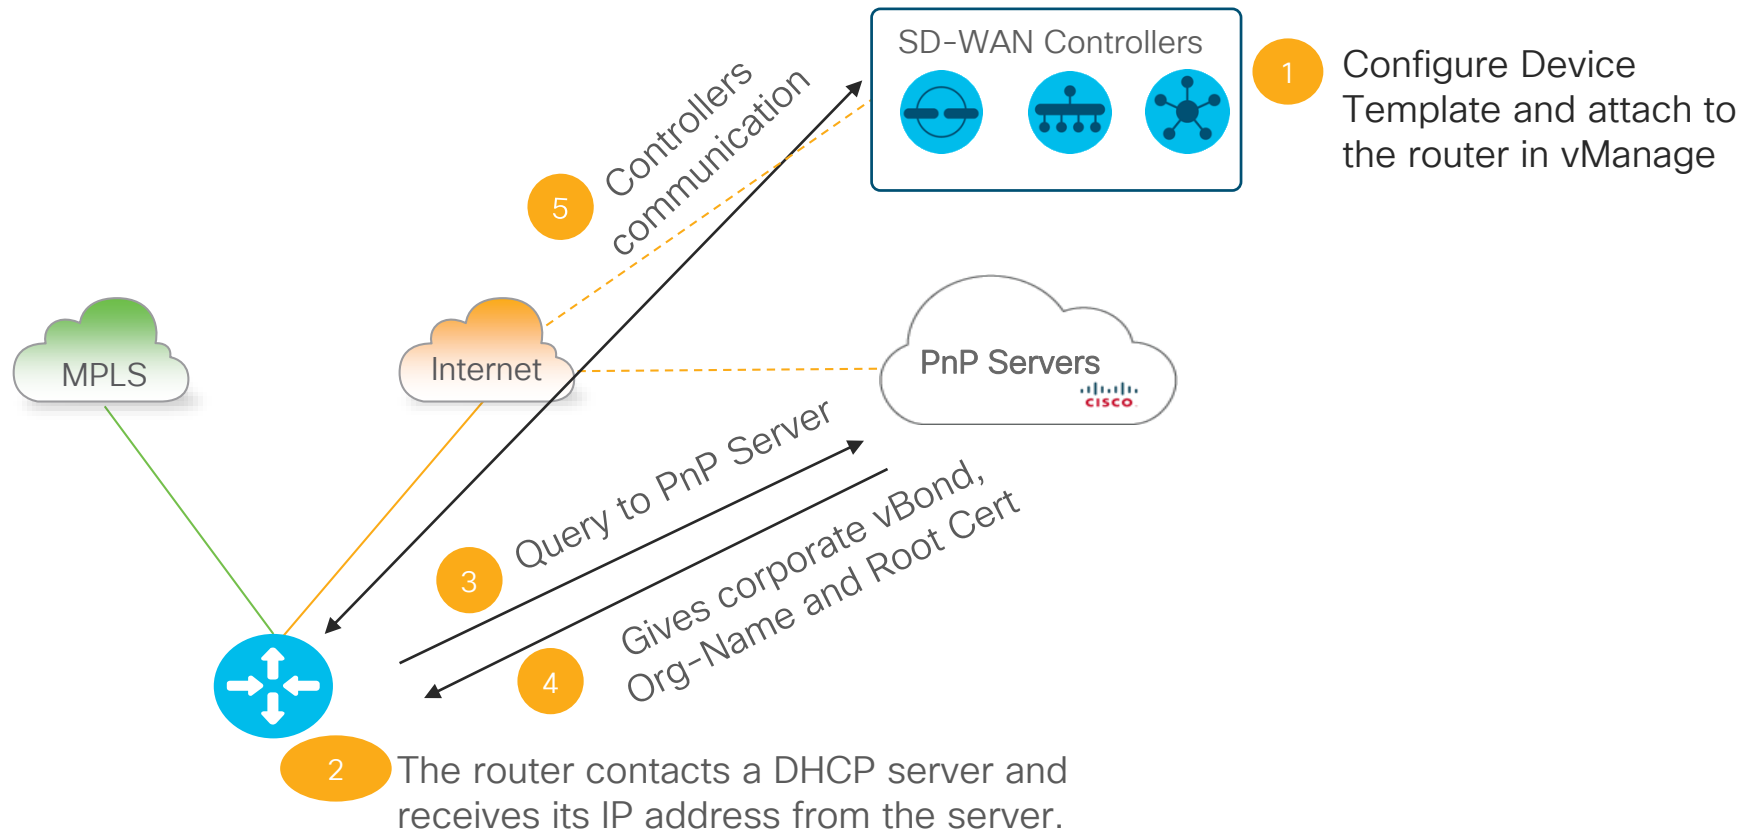 SD-WAN Controllers
1
Configure Device
Template and attach to
the router in vManage
5
Controllers
communication
MPLS
Internet
PnP Servers
CISCO
3
Query to PnP Server
4
Gives corporate vBond,
Org-Name and Root Cert
2
The router contacts a DHCP server and
receives its IP address from the server.